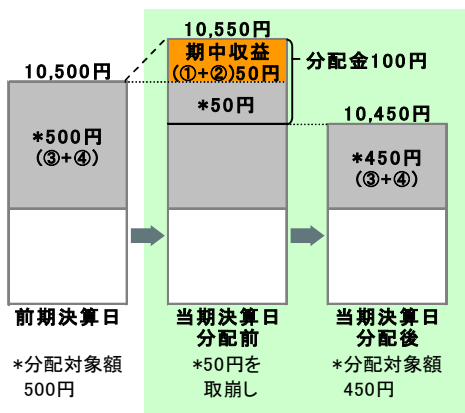 10,550円
期中収益
(①+②)50円
分配金100円
*50円
10,500円
*500円
(③+④)
10,450円
*450円
(③+④)
前期決算日
当期決算日
分配前
当期決算日
分配後
*分配対象額
500円
*50円を
取崩し
*分配対象額
450円